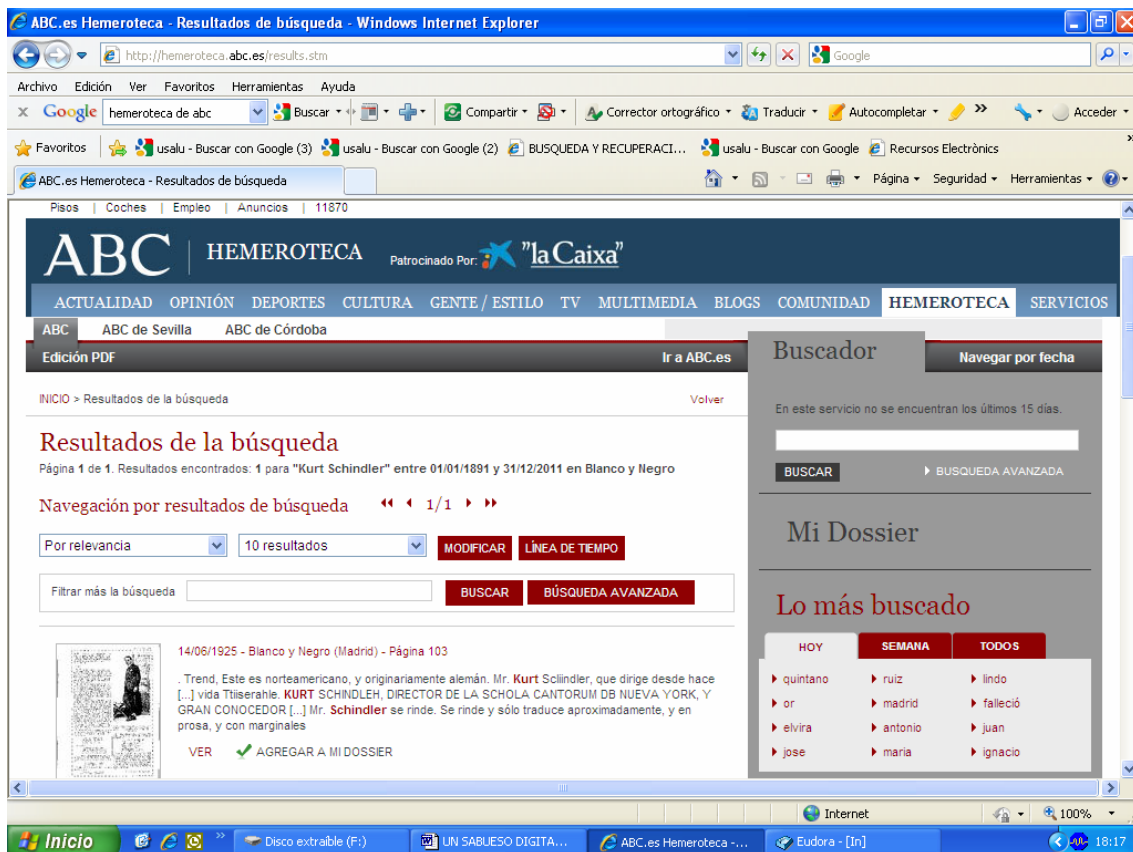 ABC.es Hemeroteca - Resultados de búsqueda - Windows Internet Explorer
http://hemeroteca.abc.es/results.stm
Google
Archivo Edición Ver Favoritos Herramientas Ayuda
x Google hemeroteca de abc Buscar Compartir Corrector ortográfico Traducir Autocompletar » Acceder
Favoritos usalu - Buscar con Google (3) usalu - Buscar con Google (2) BUSQUEDA Y RECUPERACI... usalu - Buscar con Google Recursos Electrònics »
ABC.es Hemeroteca - Resultados de búsqueda Página Seguridad Herramientas
Pisos | Coches | Empleo | Anuncios | 11870
ABC | HEMEROTECA Patrocinado Por: "la Caixa"
ACTUALIDAD OPINIÓN DEPORTES CULTURA GENTE / ESTILO TV MULTIMEDIA BLOGS COMUNIDAD HEMEROTECA SERVICIOS
ABC ABC de Sevilla ABC de Córdoba
Edición PDF Ir a ABC.es
INICIO > Resultados de la búsqueda Volver
Resultados de la búsqueda
Página 1 de 1. Resultados encontrados: 1 para "Kurt Schindler" entre 01/01/1891 y 31/12/2011 en Blanco y Negro
Navegación por resultados de búsqueda 1/1
Por relevancia 10 resultados MODIFICAR LÍNEA DE TIEMPO
Filtrar más la búsqueda BUSCAR BÚSQUEDA AVANZADA
14/06/1925 - Blanco y Negro (Madrid) - Página 103
. Trend, Este es norteamericano, y originariamente alemán. Mr. Kurt Scliindler, que dirige desde hace
[...] vida Ttiiserahle. KURT SCHINDLEH, DIRECTOR DE LA SCHOLA CANTORUM DB NUEVA YORK, Y
GRAN CONOCEDOR [...] Mr. Schindler se rinde. Se rinde y sólo traduce aproximadamente, y en
prosa, y con marginales
VER AGREGAR A MI DOSSIER
Buscador Navegar por fecha
En este servicio no se encuentran los últimos 15 días.
BUSCAR BUSQUEDA AVANZADA
Mi Dossier
Lo más buscado
HOY SEMANA TODOS
quintano ruiz lindo
or madrid falleció
elvira antonio juan
jose maria ignacio
Internet 100%
Inicio » Disco extraíble (F:) UN SABUESO DIGITA... ABC.es Hemeroteca -... Eudora - [In] 18:17